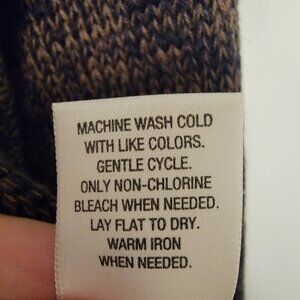 MACHINE WASH COLD
WITH LIKE COLORS.
GENTLE CYCLE.
ONLY NON-CHLORINE
BLEACH WHEN NEEDED.
LAY FLAT TO DRY.
WARM IRON
WHEN NEEDED.